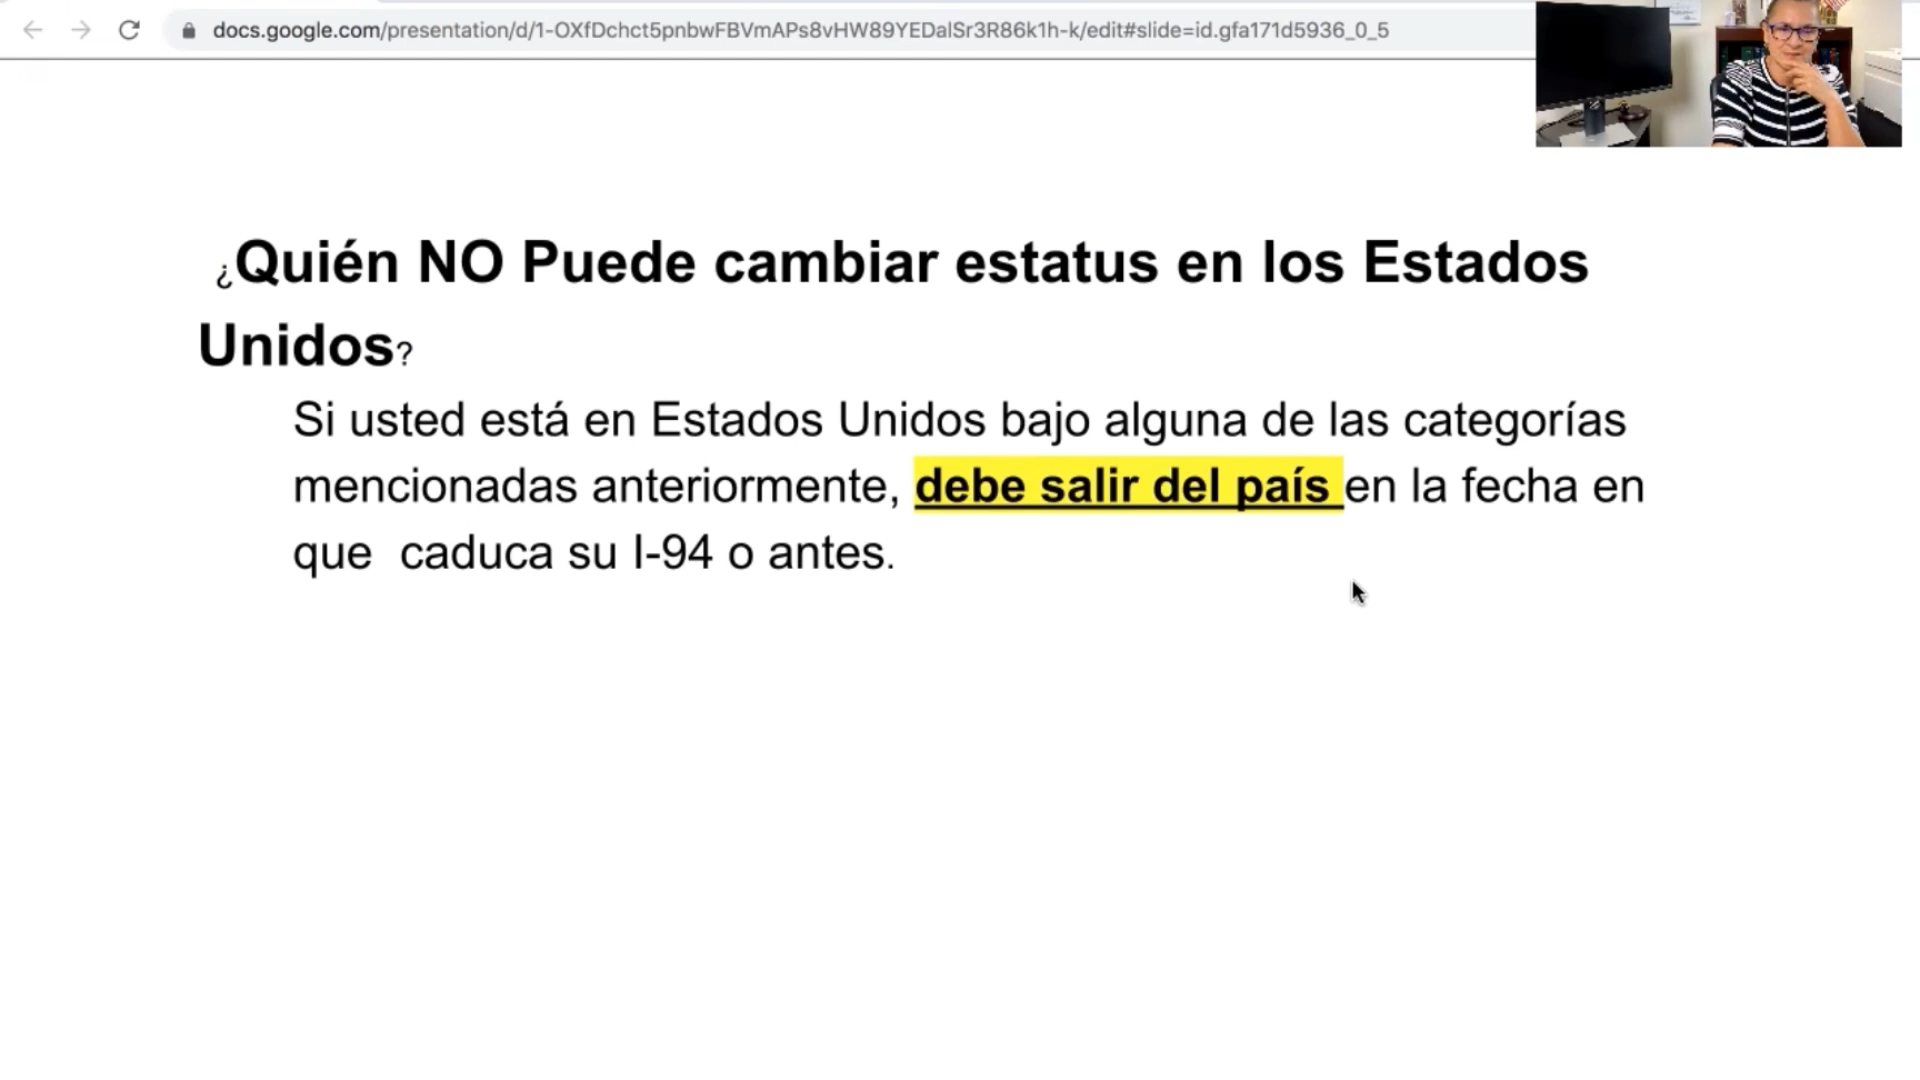 docs.google.com/presentation/d/1-OXfDchct5pnbwFBVmAPs8vHW89YEDalSr3R86k1h-k/edit#slide=id.gfa171d5936_0_5
¿Quién NO Puede cambiar estatus en los Estados
Unidos?
Si usted está en Estados Unidos bajo alguna de las categorías
mencionadas anteriormente, debe salir del país en la fecha en
que  caduca su I-94 o antes.